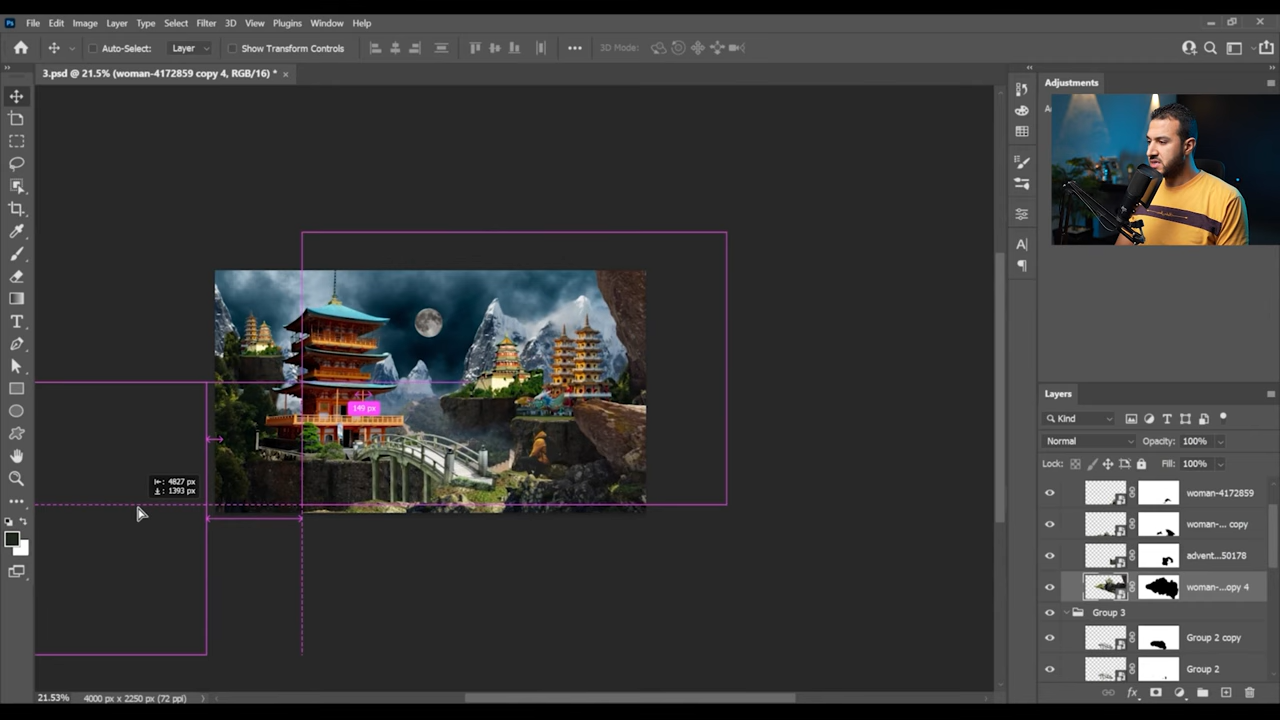 Ps File Edit Image Layer Type Select Filter 3D View Plugins Window Help
Auto-Select: Layer Show Transform Controls 3D Mode:
3.psd @ 21.5% (woman-4172859 copy 4, RGB/16) *
Adjustments
149 px
4827 px
1393 px
Layers
Kind
Normal Opacity: 100%
Lock: Fill: 100%
woman-4172859
woman-... copy
advent...50178
woman-...opy 4
Group 3
Group 2 copy
Group 2
21.53% 4000 px x 2250 px (72 ppi)